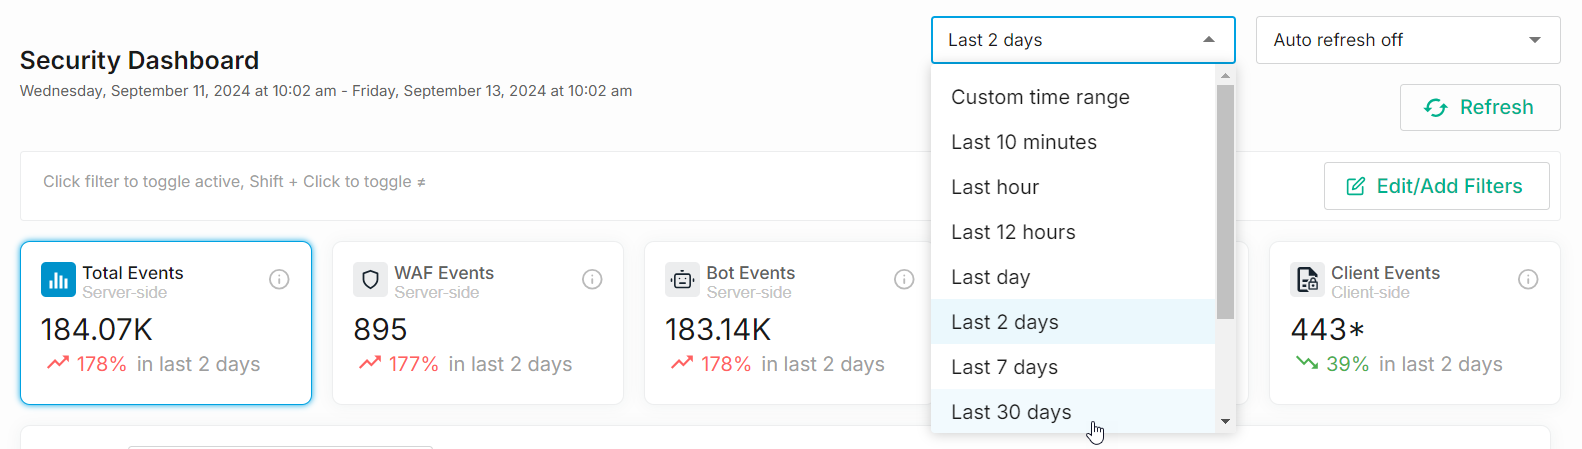 Security Dashboard
Wednesday, September 11, 2024 at 10:02 am - Friday, September 13, 2024 at 10:02 am
Last 2 days
Auto refresh off
Refresh
Custom time range
Last 10 minutes
Last hour
Last 12 hours
Last day
Last 2 days
Last 7 days
Last 30 days
Click filter to toggle active, Shift + Click to toggle ≠
Edit/Add Filters
Total Events
Server-side
184.07K
178% in last 2 days
WAF Events
Server-side
895
177% in last 2 days
Bot Events
Server-side
183.14K
178% in last 2 days
Client Events
Client-side
443*
39% in last 2 days